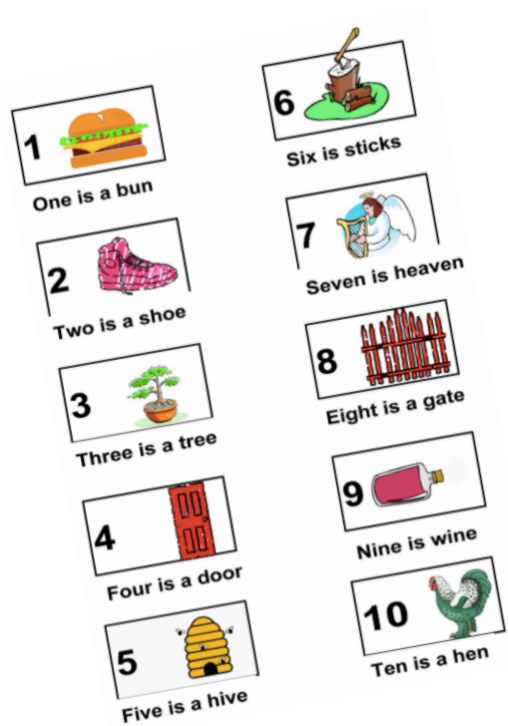 1
One is a bun
2
Two is a shoe
3
Three is a tree
4
Four is a door
5
Five is a hive
6
Six is sticks
7
Seven is heaven
8
Eight is a gate
9
Nine is wine
10
Ten is a hen